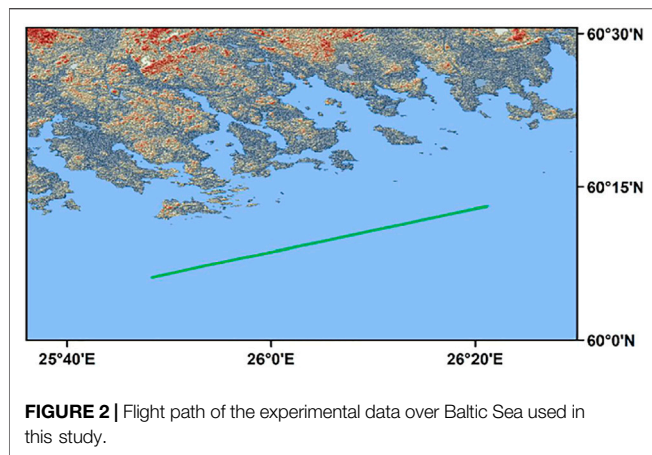 60°30'N
60°15'N
60°0'N
25°40'E 26°0'E 26°20'E
FIGURE 2 | Flight path of the experimental data over Baltic Sea used in
this study.